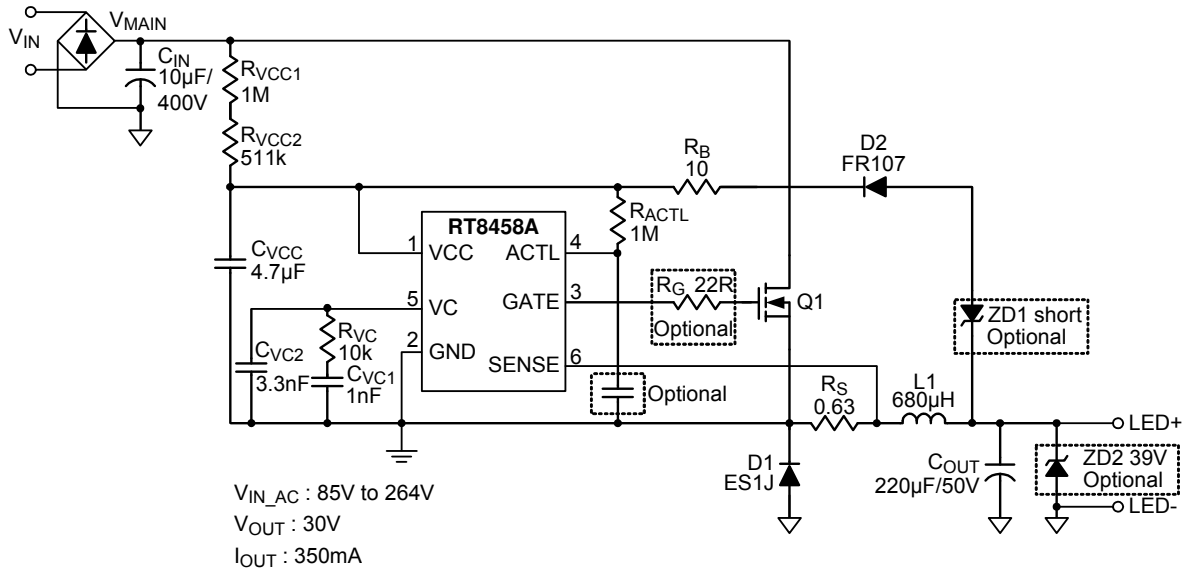 VIN
VMAIN
CIN
10µF/
400V
RVCC1
1M
RVCC2
511k
RB
10
D2
FR107
RACTL
1M
RT8458A
CVCC
4.7µF
1
VCC
ACTL
4
5
VC
GATE
3
2
GND
SENSE
6
RG 22R
Optional
Q1
ZD1 short
Optional
CVC2
3.3nF
RVC
10k
CVC1
1nF
Optional
RS
0.63
L1
680µH
LED+
D1
ES1J
COUT
220µF/50V
ZD2 39V
Optional
LED-
VIN_AC : 85V to 264V
VOUT : 30V
IOUT : 350mA